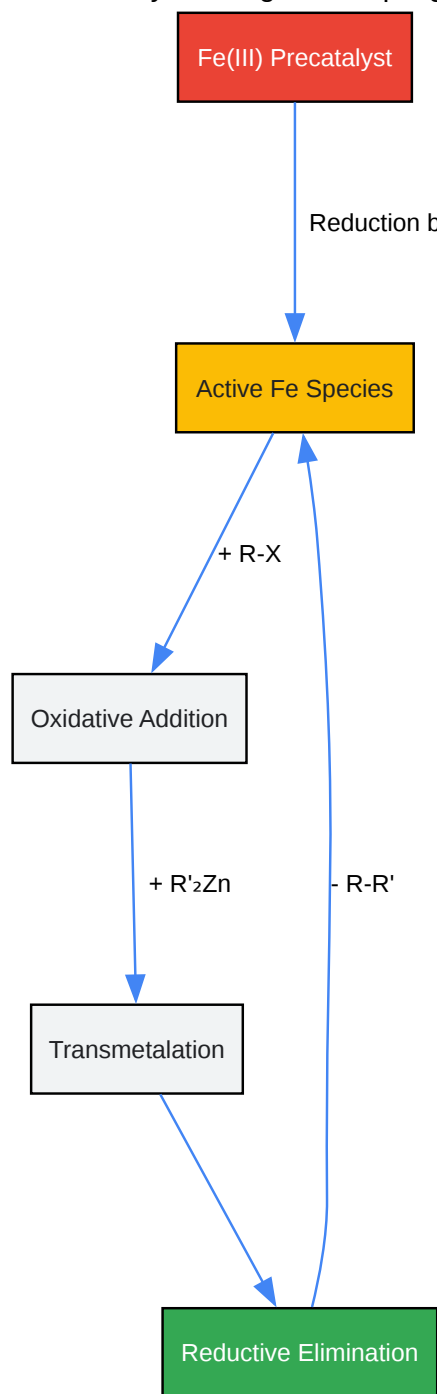 Fe(III) Precatalyst
Reduction
Active Fe Species
+ R-X
Oxidative Addition
+ R'₂Zn
- R-R'
Transmetalation
Reductive Elimination